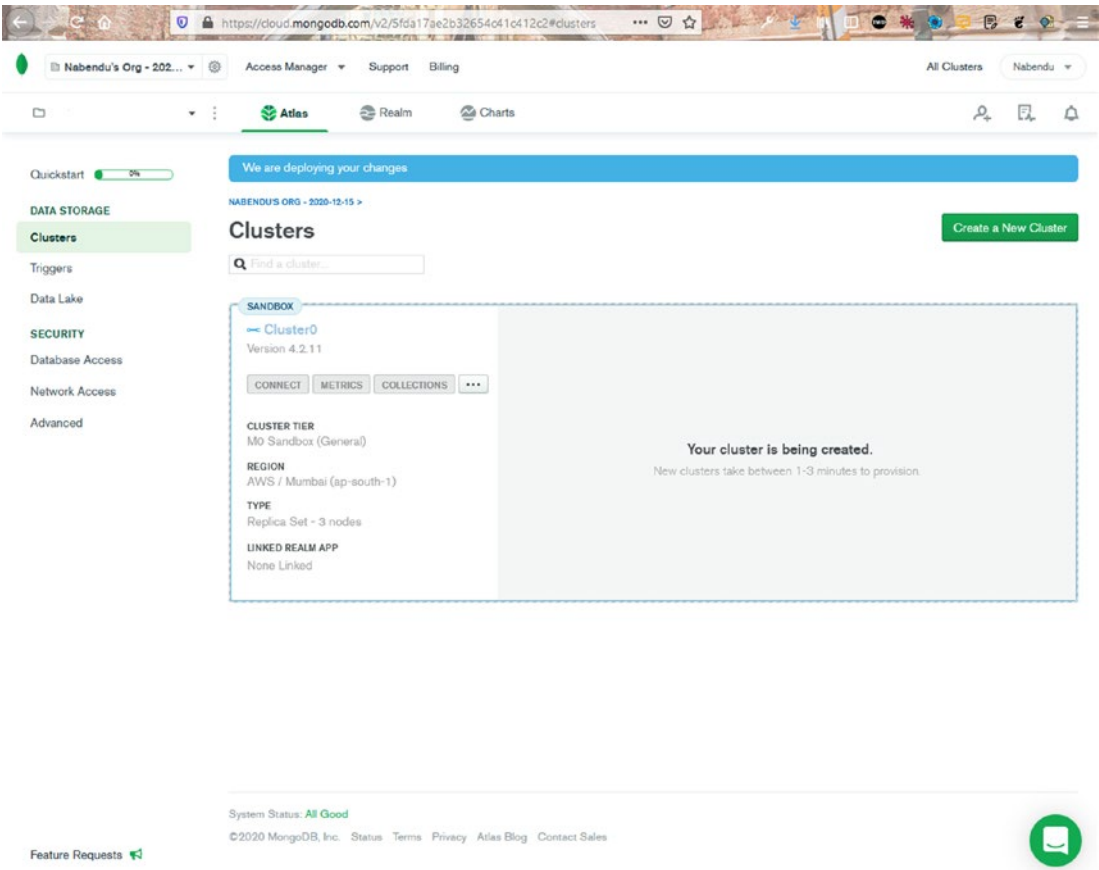 https://cloud.mongodb.com/v2/5fda17ae2b32654c41c412c2#clusters
Nabendu's Org - 202... Access Manager Support Billing All Clusters Nabendu
Atlas Realm Charts
Quickstart 0%
We are deploying your changes
DATA STORAGE
Clusters
Triggers
Data Lake
SECURITY
Database Access
Network Access
Advanced
NABENDU'S ORG - 2020-12-15 >
Clusters
Create a New Cluster
Find a cluster...
SANDBOX
Cluster0
Version 4.2.11
CONNECT METRICS COLLECTIONS ...
CLUSTER TIER
M0 Sandbox (General)
REGION
AWS / Mumbai (ap-south-1)
TYPE
Replica Set - 3 nodes
LINKED REALM APP
None Linked
Your cluster is being created.
New clusters take between 1-3 minutes to provision
System Status: All Good
©2020 MongoDB, Inc. Status Terms Privacy Atlas Blog Contact Sales
Feature Requests